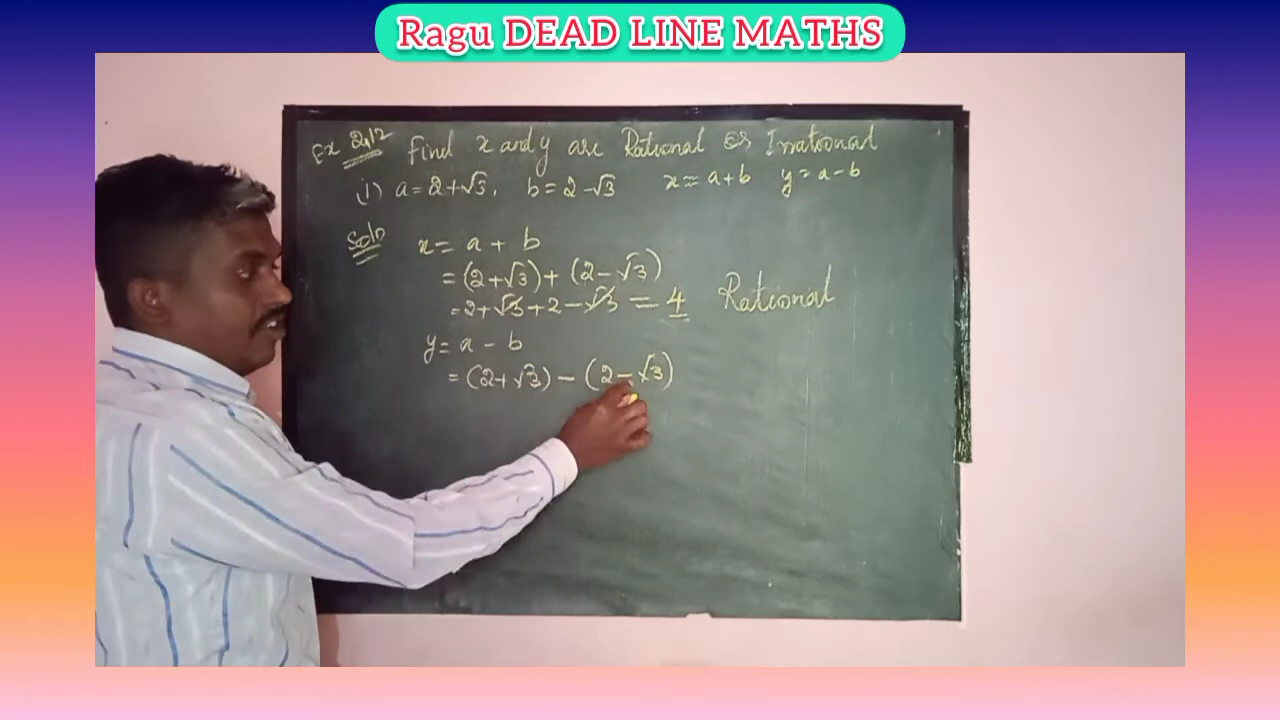 Ragu DEAD LINE MATHS
Ex 2.12 Find x and y are Rational or Irrational
(i) a = 2+√3, b = 2-√3 x = a+b y = a-b
Soln x = a + b
= (2+√3) + (2-√3)
= 2+√3+2-√3 = 4 Rational
y = a - b
= (2+√3) - (2-√3)